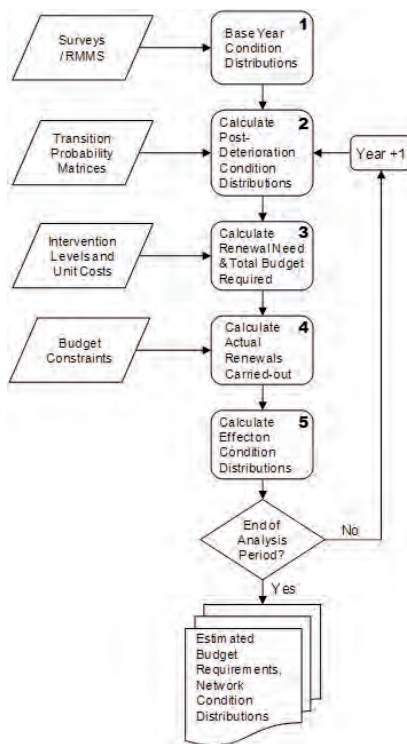 Surveys
/RMMS
1
Base Year
Condition
Distributions
Transition
Probability
Matrices
2
Calculate
Post-
Deterioration
Condition
Distributions
Year +1
Intervention
Levels and
Unit Costs
3
Calculate
Renewal Need
& Total Budget
Required
Budget
Constraints
4
Calculate
Actual
Renewals
Carried-out
5
Calculate
Effect on
Condition
Distributions
End of
Analysis
Period?
No
Yes
Estimated
Budget
Requirements,
Network
Condition
Distributions